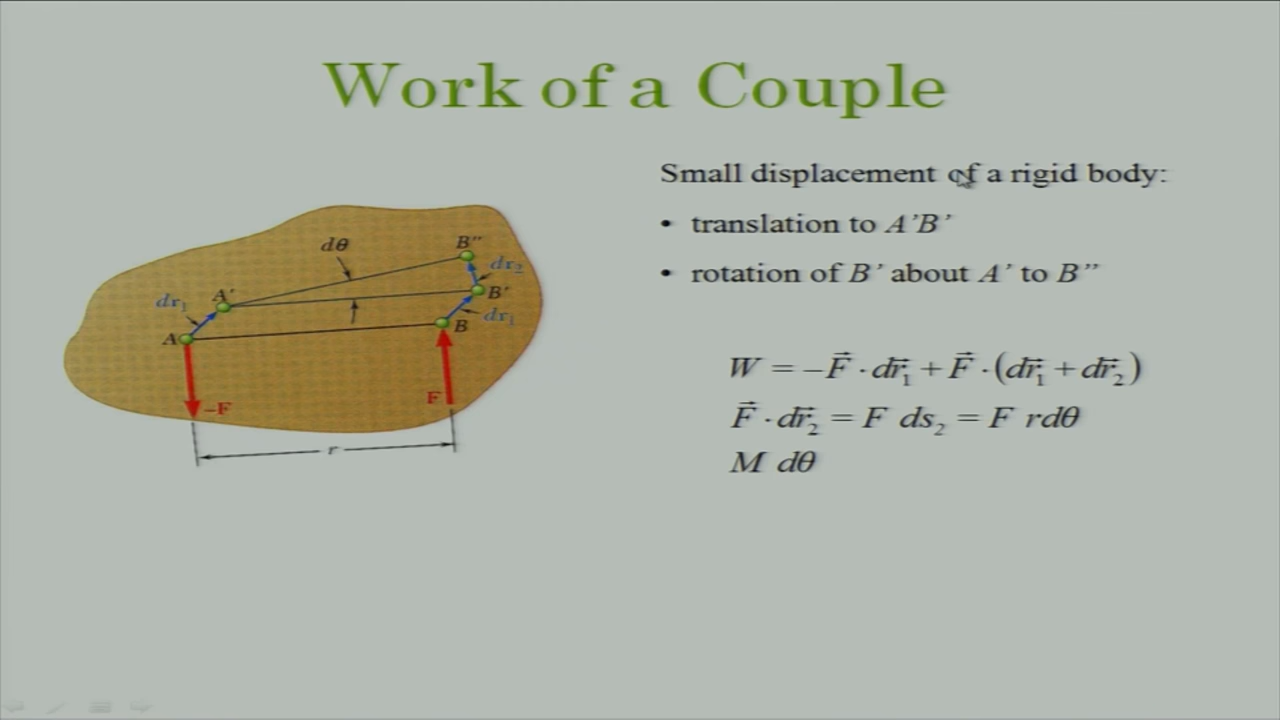 Work of a Couple
Small displacement of a rigid body:
• translation to A'B'
• rotation of B' about A' to B"
W = -F⃗ · dr⃗₁ + F⃗ · (dr⃗₁ + dr⃗₂)
F⃗ · dr⃗₂ = F ds₂ = F rdθ
M dθ
dθ
B"
dr₂
dr₁
A'
B'
dr₁
A
B
-F
F
r